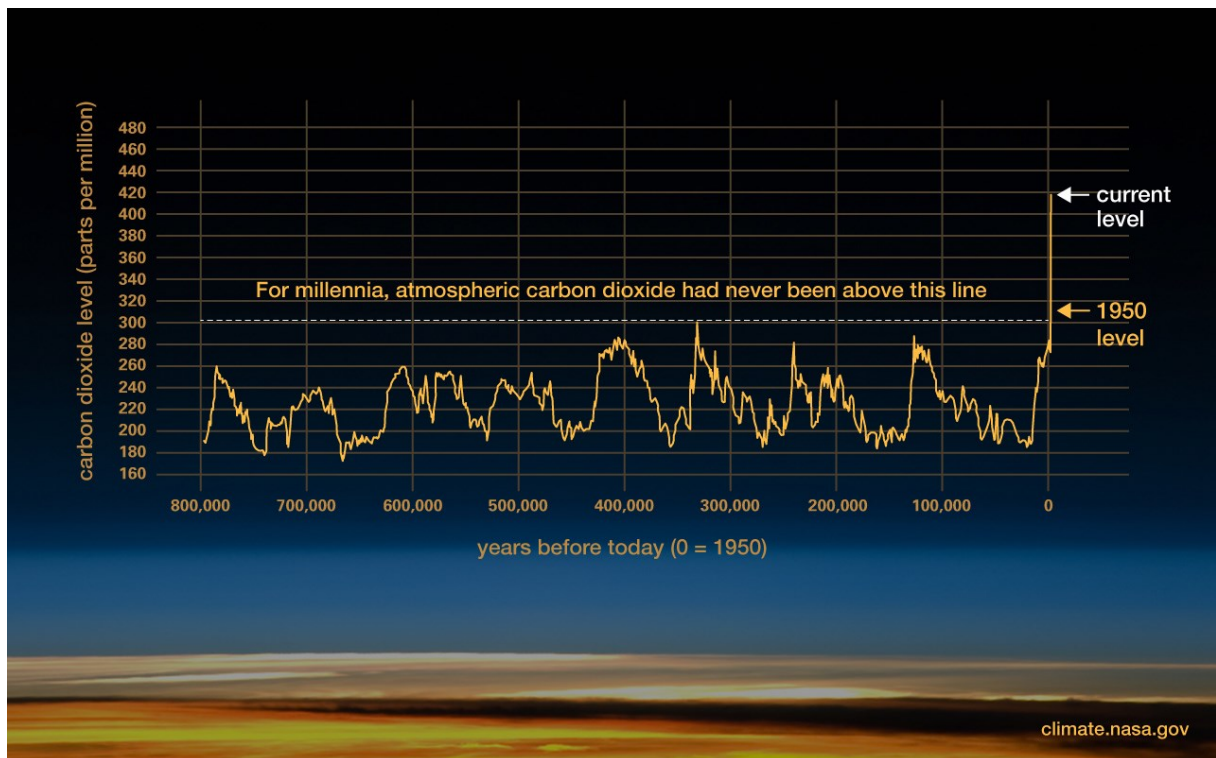 carbon dioxide level (parts per million)
480
460
440
420
400
380
360
340
320
300
280
260
240
220
200
180
160
current
level
For millennia, atmospheric carbon dioxide had never been above this line
1950
level
800,000 700,000 600,000 500,000 400,000 300,000 200,000 100,000 0
years before today (0 = 1950)
climate.nasa.gov